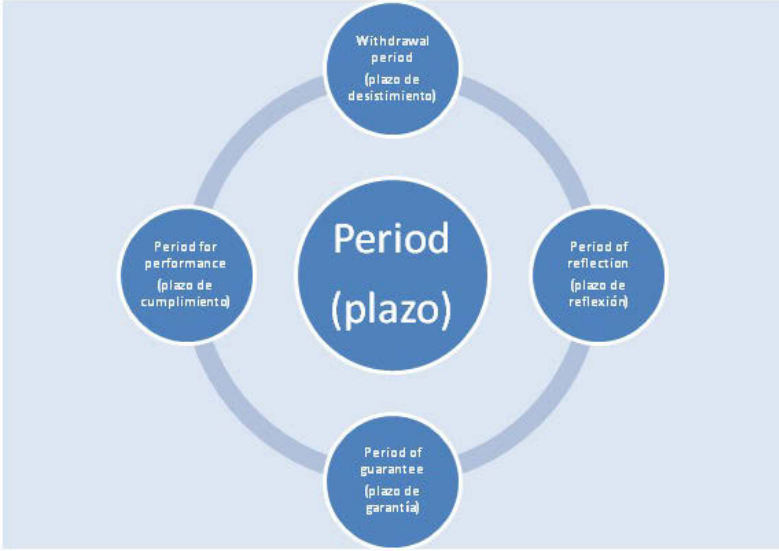 Withdrawal
period
(plazo de
desistimiento)
Period for
performance
(plazo de
cumplimiento)
Period
(plazo)
Period of
reflection
(plazo de
reflexión)
Period of
guarantee
(plazo de
garantía)